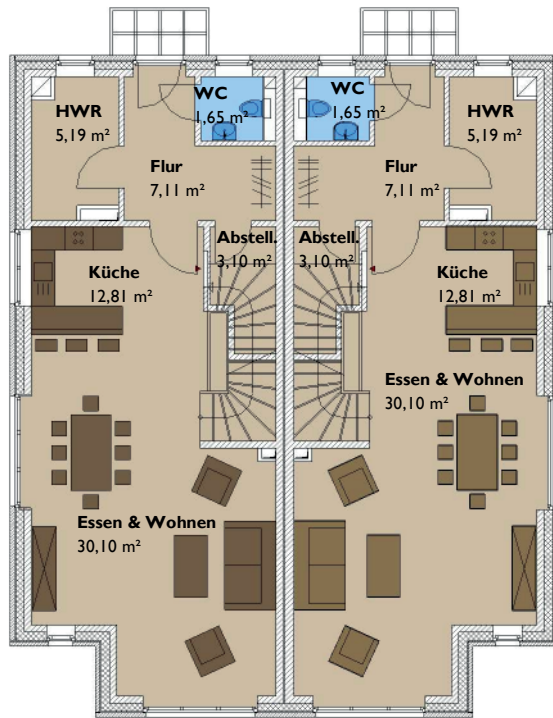 WC
1,65 m²
HWR
5,19 m²
Flur
7,11 m²
Abstell.
3,10 m²
Küche
12,81 m²
Essen & Wohnen
30,10 m²
WC
1,65 m²
HWR
5,19 m²
Flur
7,11 m²
Abstell.
3,10 m²
Küche
12,81 m²
Essen & Wohnen
30,10 m²